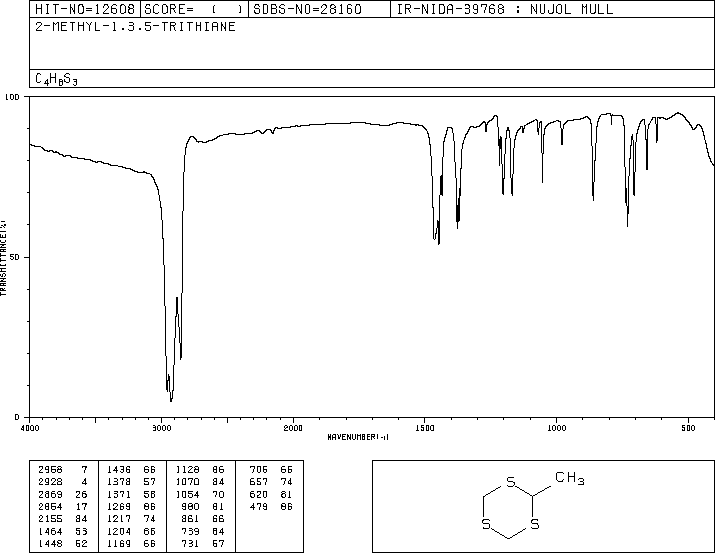 HIT-NO=12608 SCORE= ( ) SDBS-NO=28160 IR-NIDA-39768 : NUJOL MULL
2-METHYL-1.3.5-TRITHIANE
C4H8S3
100
50
0
TRANSMITTANCE(%)
4000 3000 2000 1500 1000 500
WAVENUMBER(-1)
2958 7 1436 66 1128 86 706 66
2928 4 1378 57 1070 84 657 74
2869 26 1371 58 1054 70 620 81
2854 17 1269 86 980 81 479 86
2155 84 1217 74 861 66
1464 53 1204 66 739 84
1448 52 1169 66 731 57
S CH3
S S